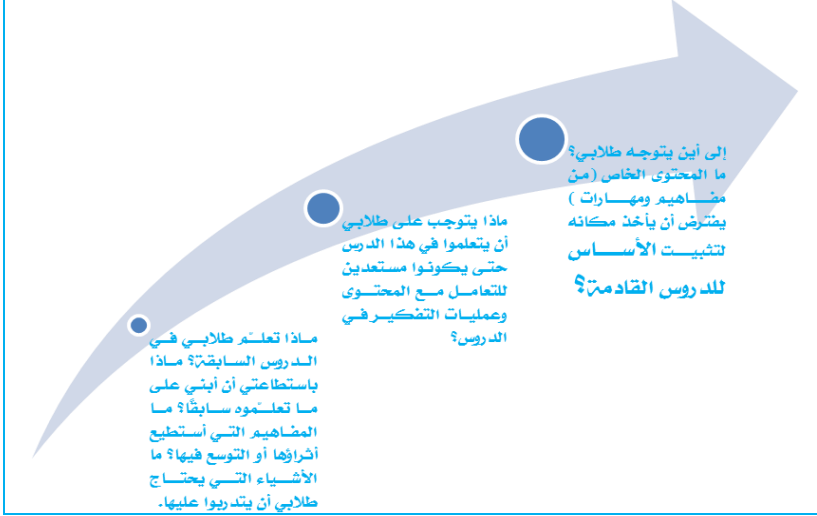 إلى أين يتوجه طلابي؟
ما المحتوى الخاص (من
مفاهيم ومهارات )
يفترض أن يأخذ مكانه
لتثبيت الأساس
للدروس القادمة؟
ماذا يتوجب على طلابي
أن يتعلموا في هذا الدرس
حتى يكونوا مستعدين
للتعامل مع المحتوى
وعمليات التفكير في
الدروس؟
ماذا تعلّم طلابي في
الدروس السابقة؟ ماذا
باستطاعتي أن أبني على
ما تعلّموه سابقًا؟ ما
المفاهيم التي أستطيع
أثراؤها أو التوسع فيها؟ ما
الأشياء التي يحتاج
طلابي أن يتدربوا عليها.